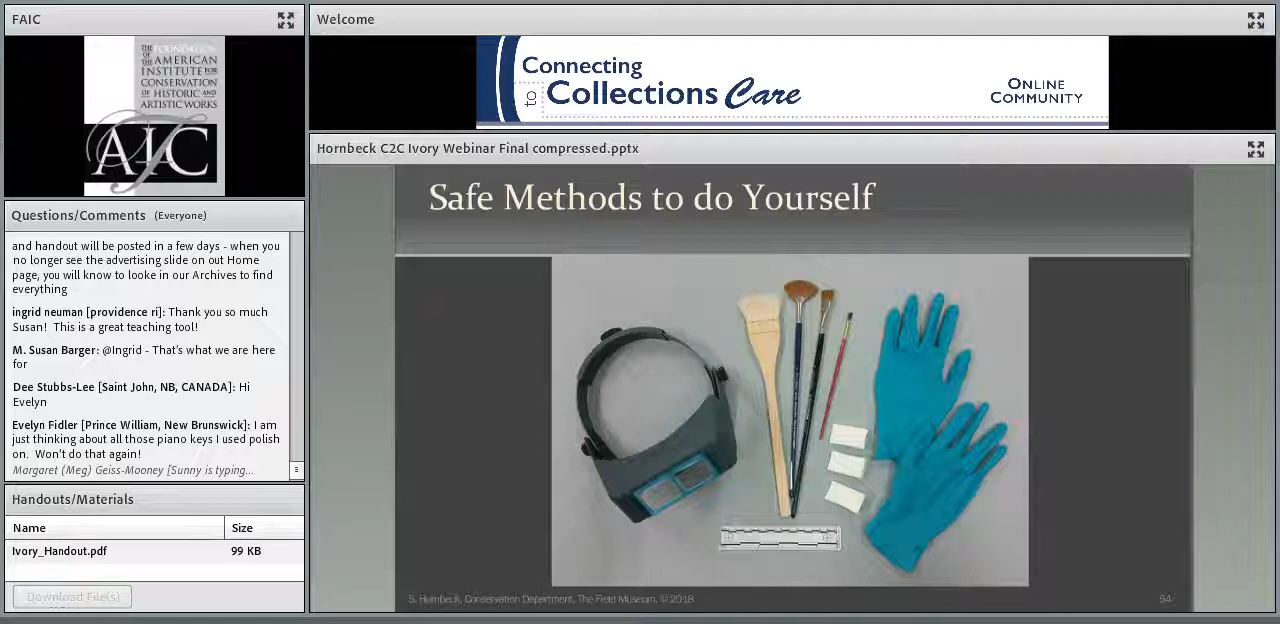 FAIC
THE FOUNDATION
OF
THE AMERICAN
INSTITUTE FOR
CONSERVATION
OF HISTORIC AND
ARTISTIC WORKS
AIC
Questions/Comments (Everyone)
and handout will be posted in a few days - when you
no longer see the advertising slide on out Home
page, you will know to looke in our Archives to find
everything
ingrid neuman [providence ri]: Thank you so much
Susan! This is a great teaching tool!
M. Susan Barger: @Ingrid - That's what we are here
for
Dee Stubbs-Lee [Saint John, NB, CANADA]: Hi
Evelyn
Evelyn Fidler [Prince William, New Brunswick]: I am
just thinking about all those piano keys I used polish
on. Won't do that again!
Margaret (Meg) Geiss-Mooney [Sunny is typing...
Handouts/Materials
Name Size
Ivory_Handout.pdf 99 KB
Download File(s)
Welcome
Connecting
to Collections Care
ONLINE
COMMUNITY
Hornbeck C2C Ivory Webinar Final compressed.pptx
Safe Methods to do Yourself
S. Hornbeck, Conservation Department, The Field Museum, © 2018
54